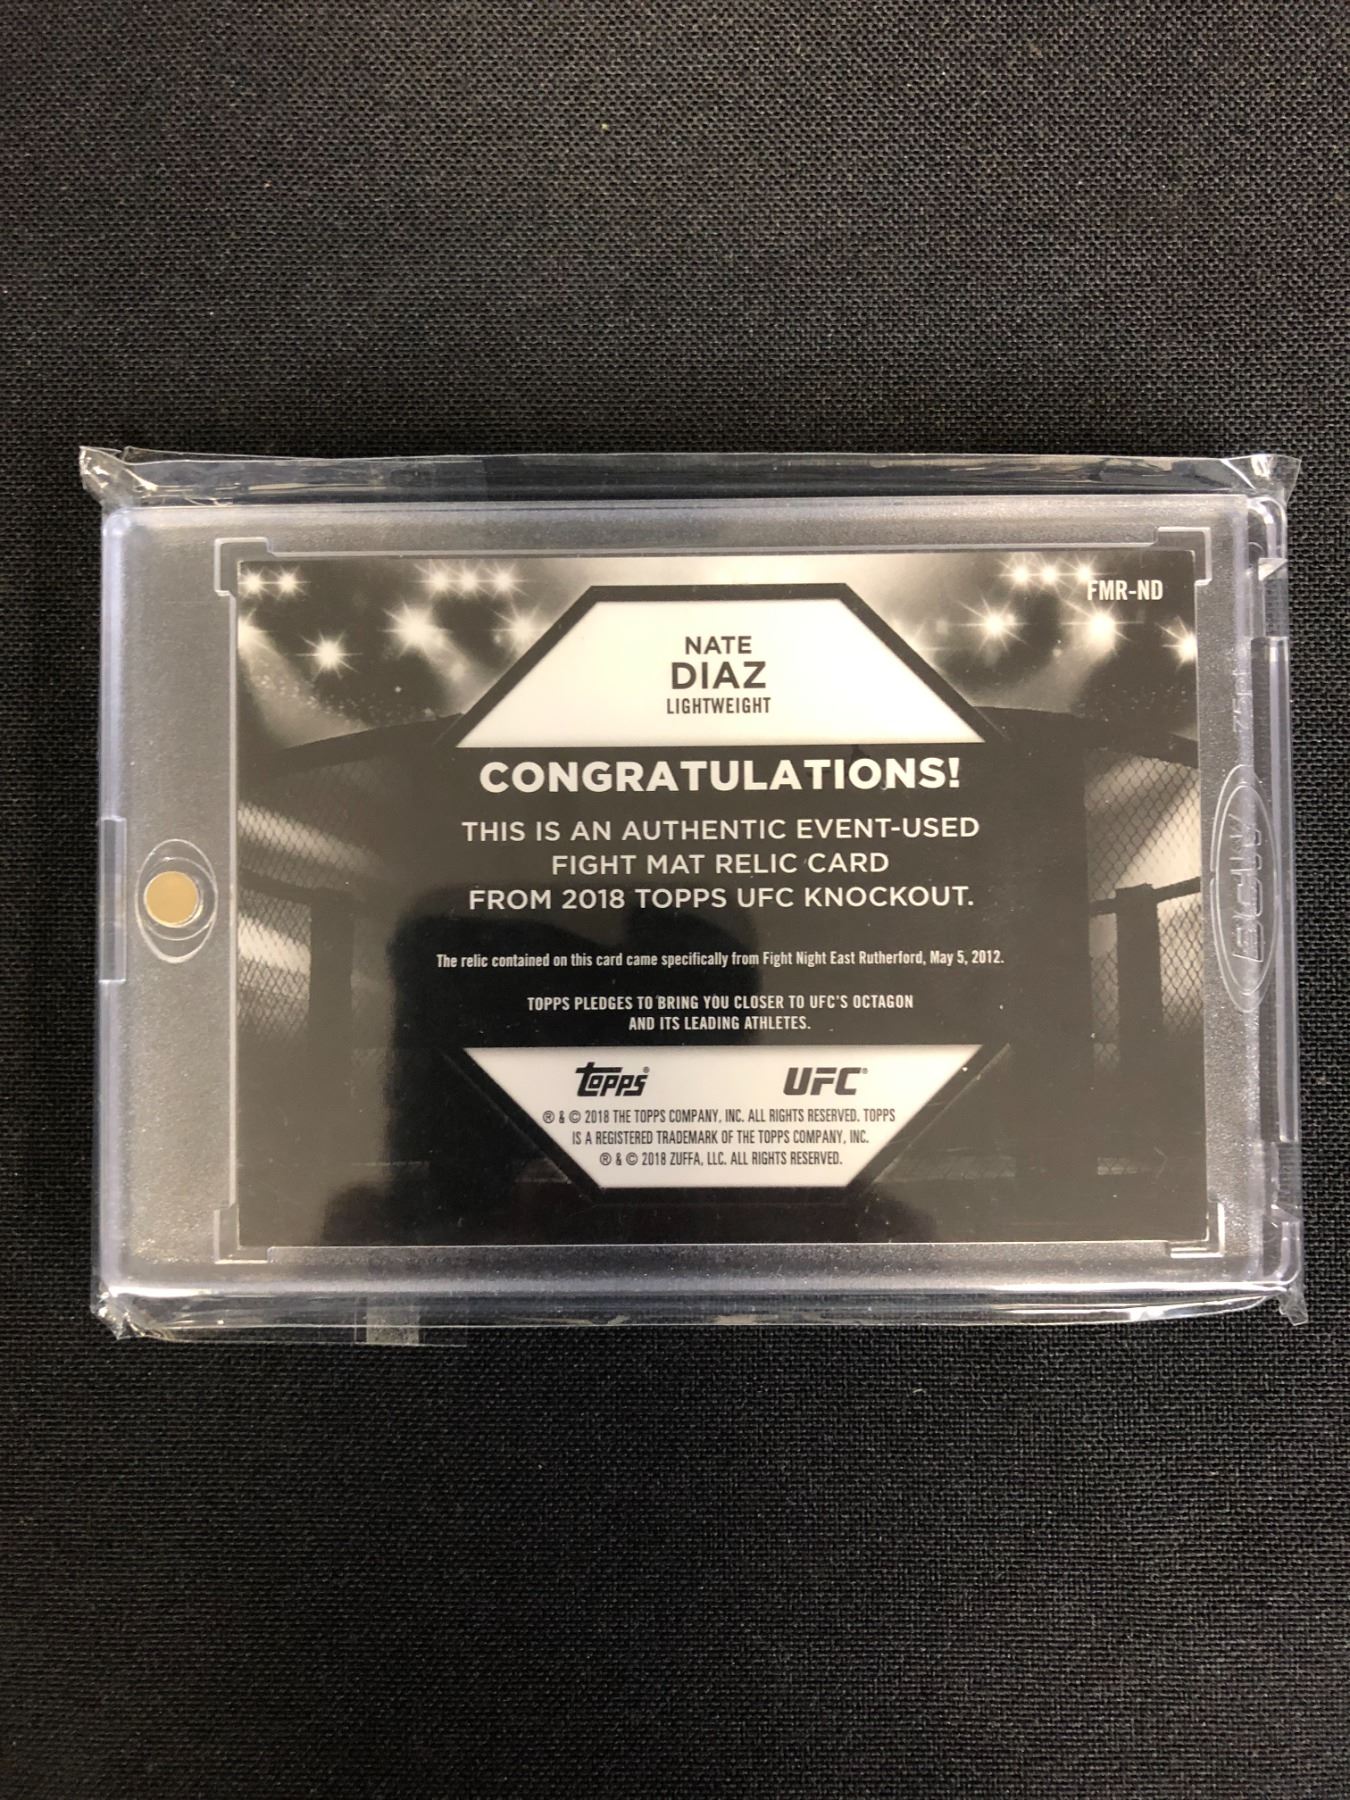 FMR-ND
NATE
DIAZ
LIGHTWEIGHT
CONGRATULATIONS!
THIS IS AN AUTHENTIC EVENT-USED
FIGHT MAT RELIC CARD
FROM 2018 TOPPS UFC KNOCKOUT.
The relic contained on this card came specifically from Fight Night East Rutherford, May 5, 2012.
TOPPS PLEDGES TO BRING YOU CLOSER TO UFC'S OCTAGON
AND ITS LEADING ATHLETES.
topps® UFC®
® & © 2018 THE TOPPS COMPANY, INC. ALL RIGHTS RESERVED. TOPPS
IS A REGISTERED TRADEMARK OF THE TOPPS COMPANY, INC.
® & © 2018 ZUFFA, LLC. ALL RIGHTS RESERVED.